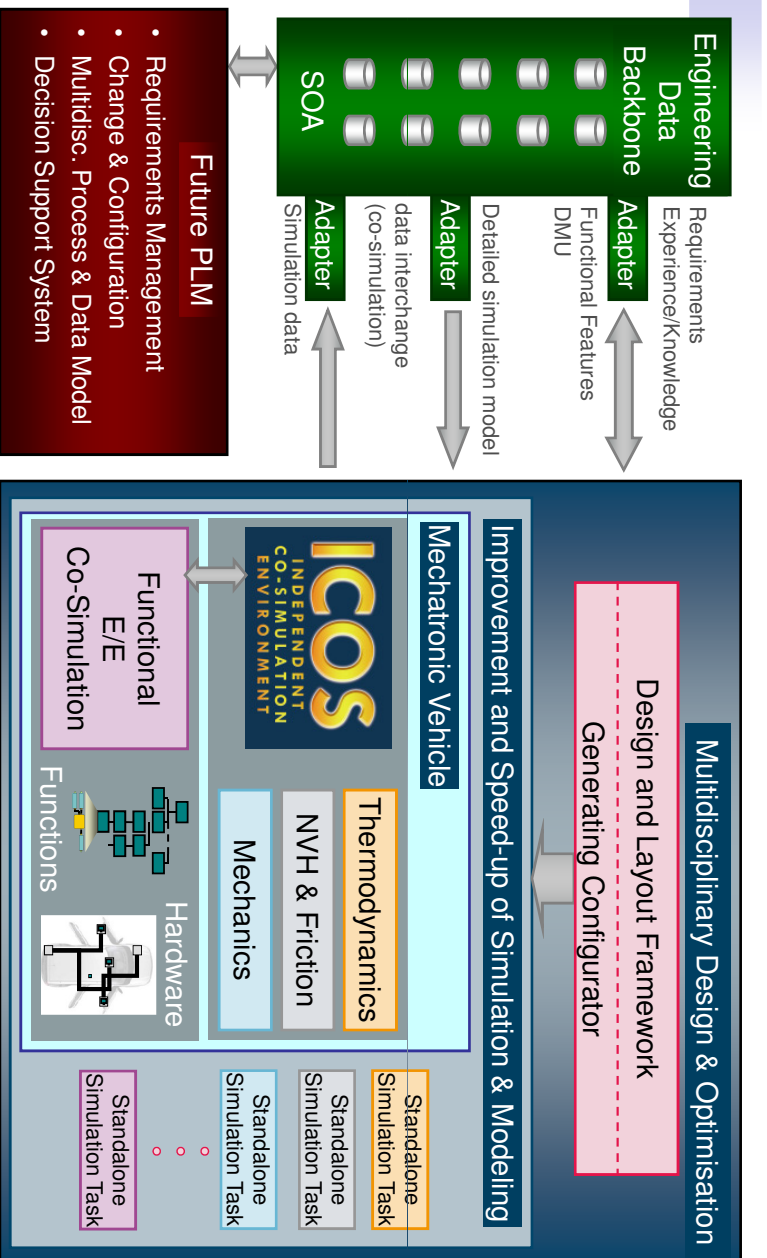 Engineering
Data
Backbone
SOA
Adapter
Adapter
Adapter
Requirements
Experience/Knowledge
Functional Features
DMU
Detailed simulation model
data interchange
(co-simulation)
Simulation data
Future PLM
• Requirements Management
• Change & Configuration
• Multidisc. Process & Data Model
• Decision Support System
Multidisciplinary Design & Optimisation
Design and Layout Framework
Generating Configurator
Improvement and Speed-up of Simulation & Modeling
Mechatronic Vehicle
ICOS
INDEPENDENT
CO-SIMULATION
ENVIRONMENT
Thermodynamics
NVH & Friction
Mechanics
Functional
E/E
Co-Simulation
Functions
Hardware
Standalone
Simulation Task
Standalone
Simulation Task
Standalone
Simulation Task
Standalone
Simulation Task